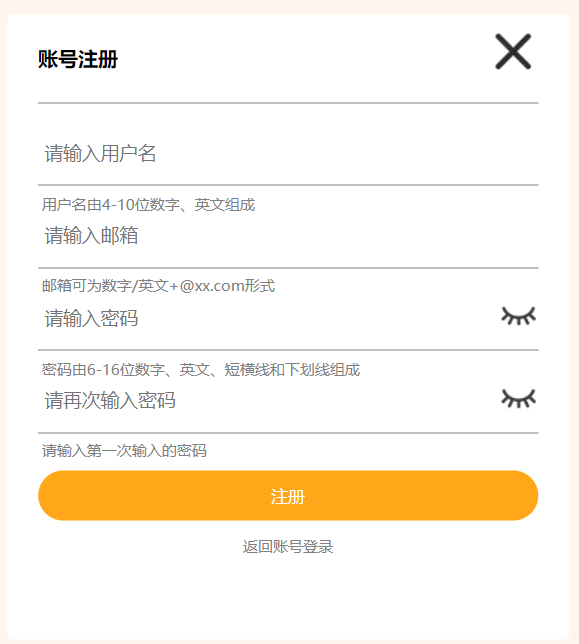 账号注册
请输入用户名
用户名由4-10位数字、英文组成
请输入邮箱
邮箱可为数字/英文+@xx.com形式
请输入密码
密码由6-16位数字、英文、短横线和下划线组成
请再次输入密码
请输入第一次输入的密码
注册
返回账号登录